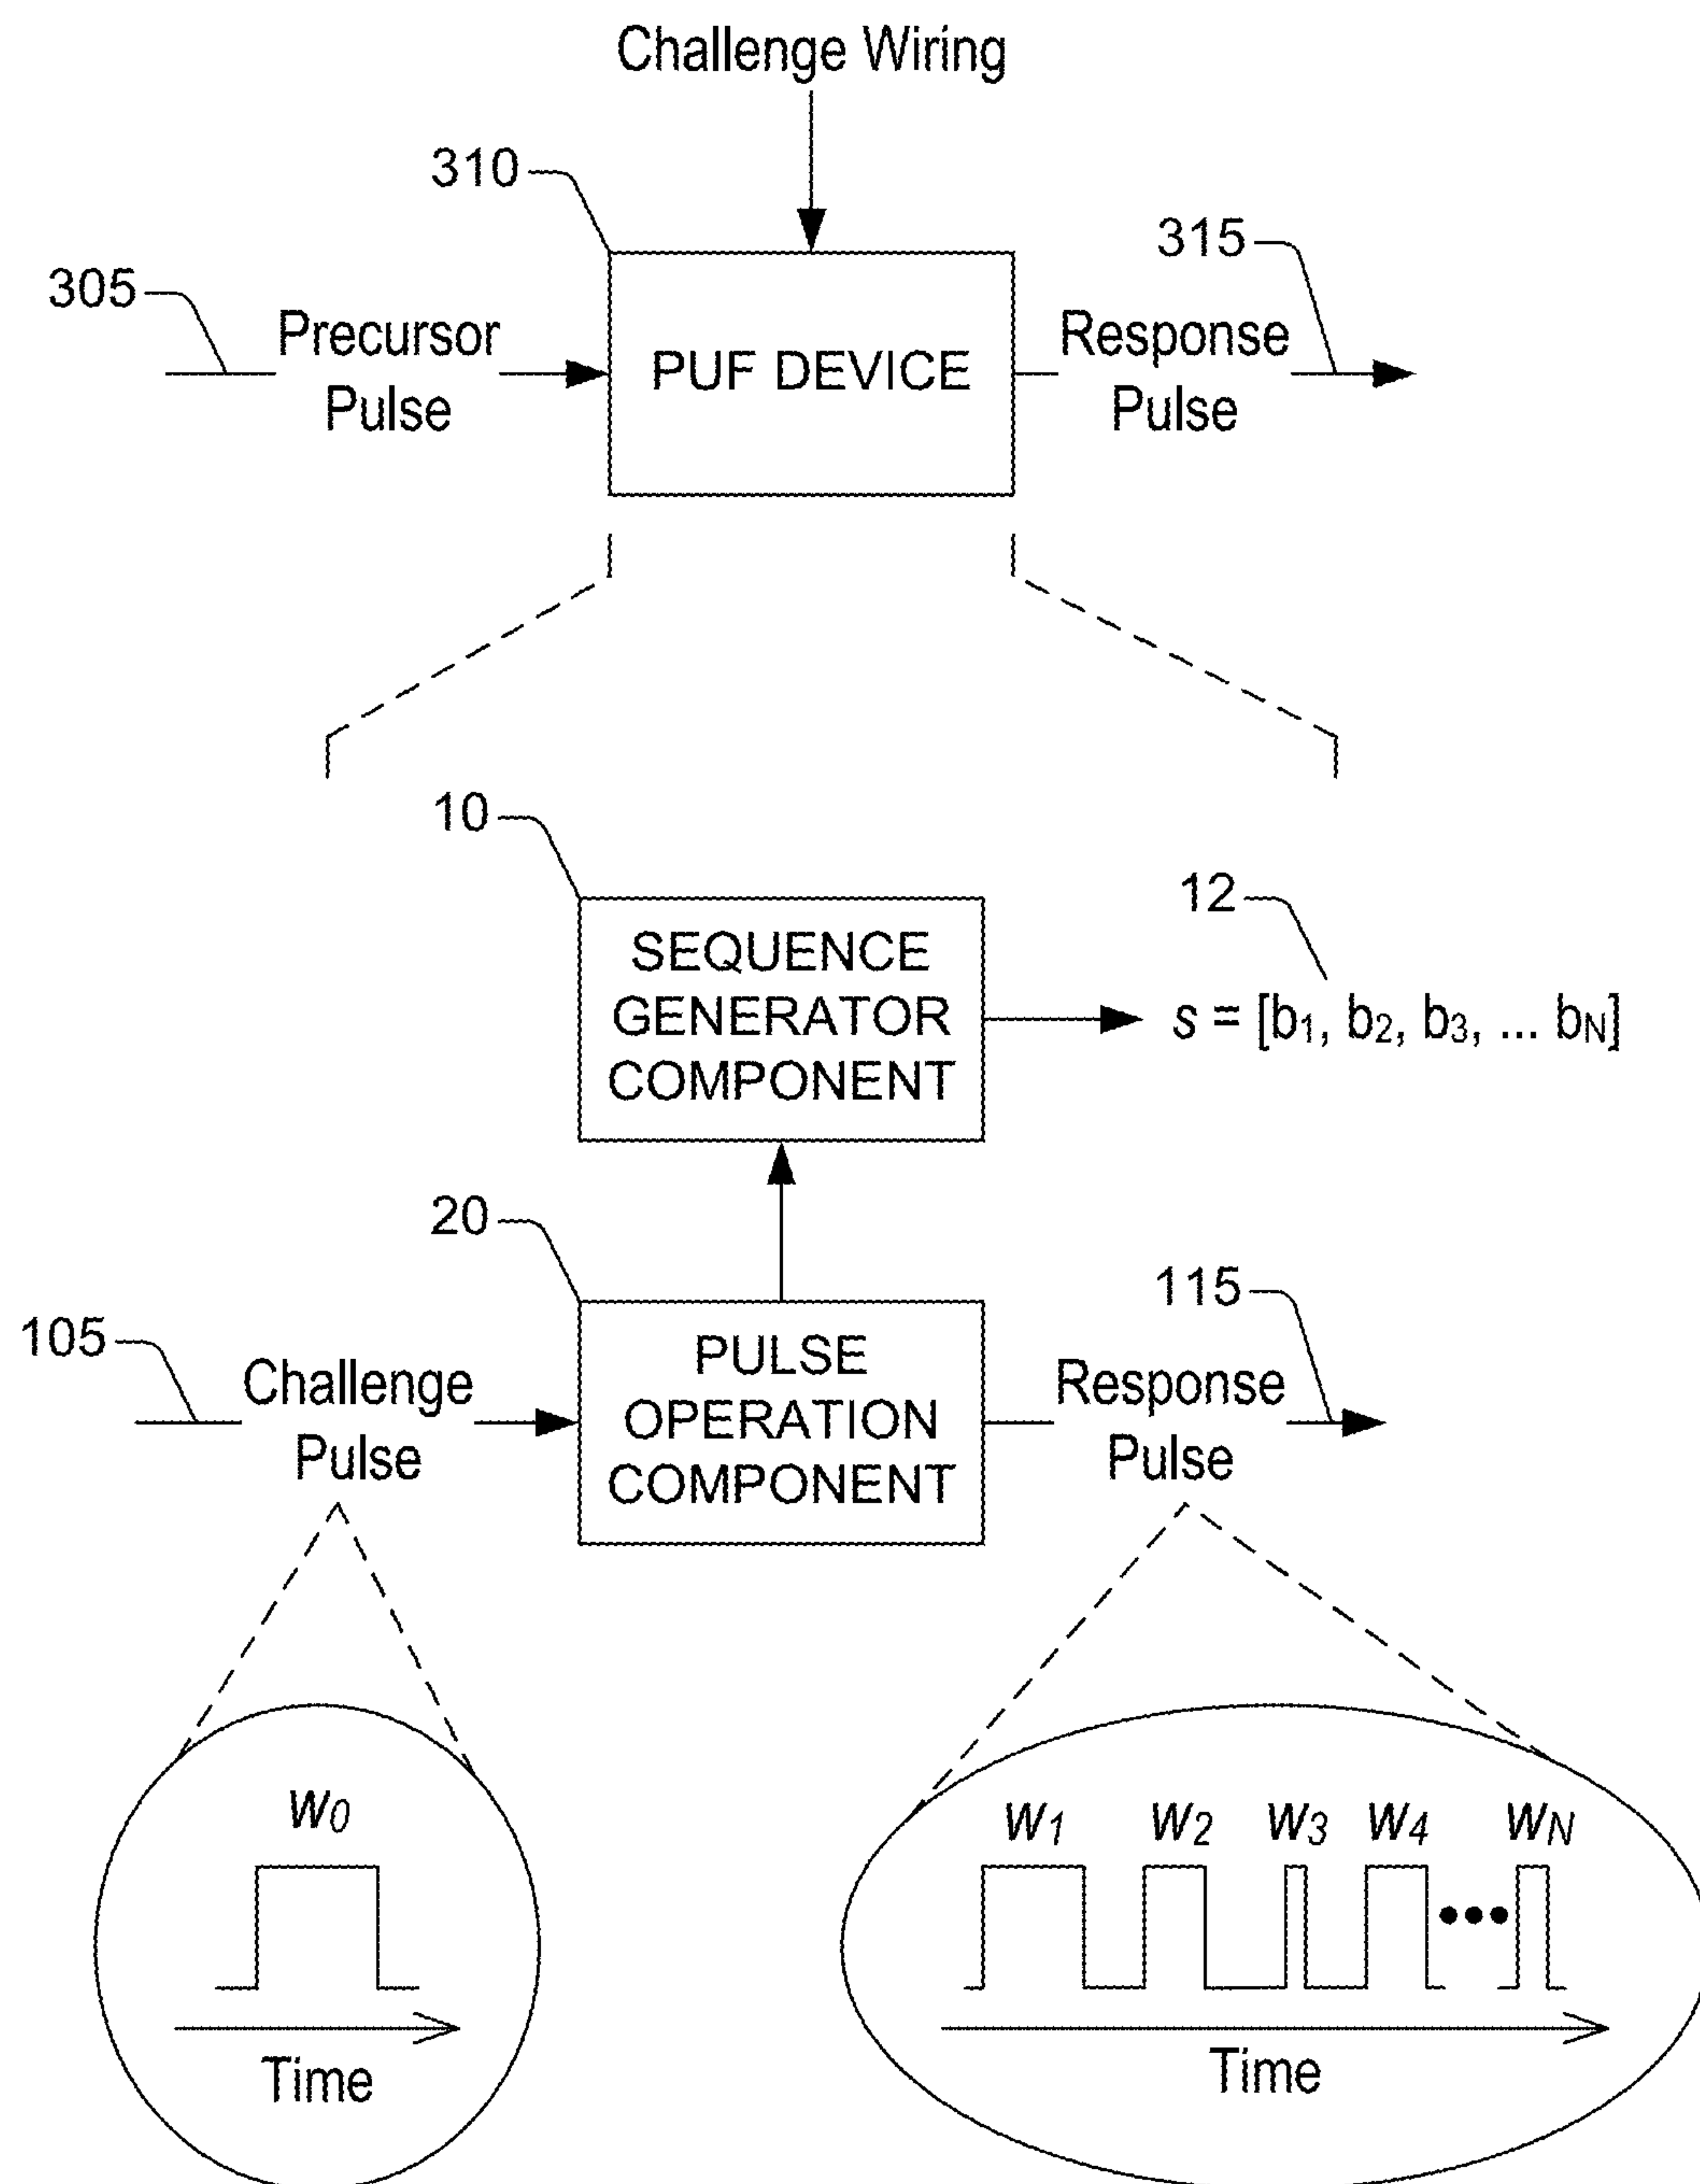 Challenge Wiring
310
315
305
Precursor
Pulse
PUF DEVICE
Response
Pulse
10
12
SEQUENCE
GENERATOR
COMPONENT
s = [b1, b2, b3, ... bN]
20
115
105
Challenge
Pulse
PULSE
OPERATION
COMPONENT
Response
Pulse
W0
Time
W1 W2 W3 W4 WN
Time